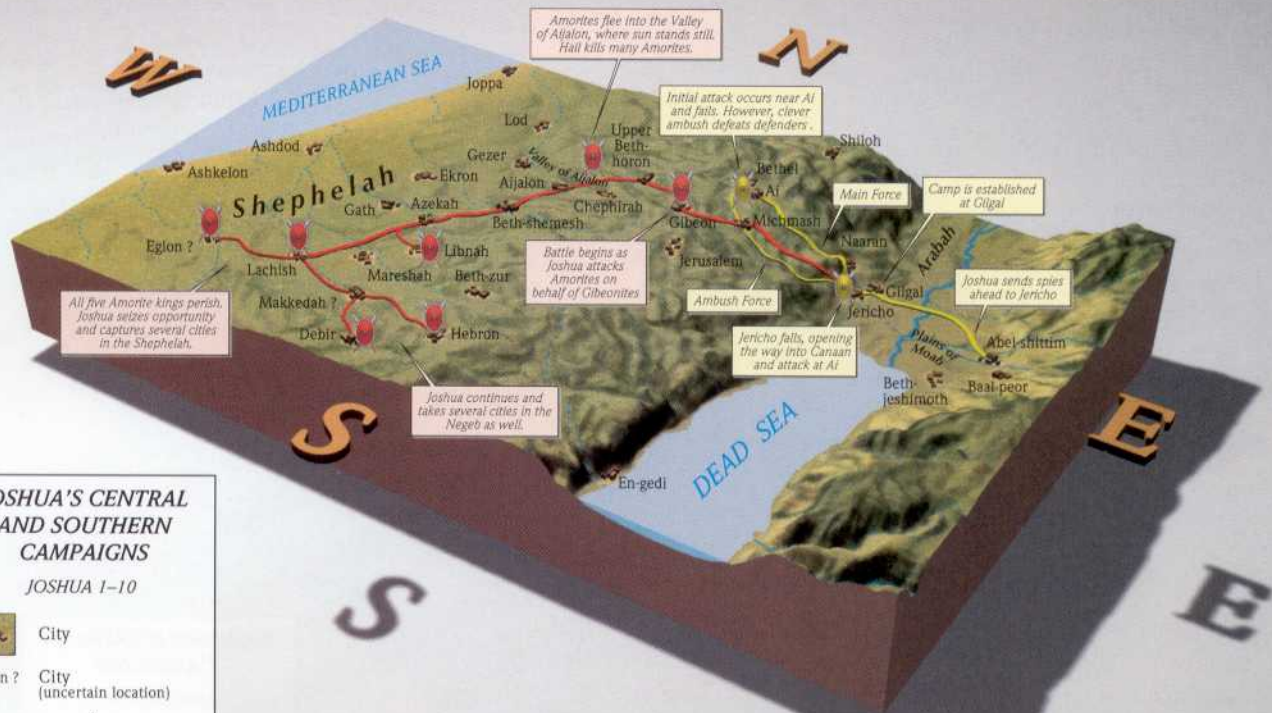 W
N
MEDITERRANEAN SEA
Amorites flee into the Valley
of Aijalon, where sun stands still.
Hail kills many Amorites.
Joppa
Initial attack occurs near Ai
and fails. However, clever
ambush defeats defenders.
Lod
Upper
Beth-
horon
Shiloh
Ashdod
Ashkelon
Gezer
Valley of Aijalon
Bethel
Ai
Shephelah
Ekron
Aijalon
Chephirah
Main Force
Camp is established
at Gilgal
Gath
Azekah
Beth-shemesh
Gibeon
Michmash
Naaran
Arabah
Eglon ?
Libnah
Battle begins as
Joshua attacks
Amorites on
behalf of Gibeonites
Jerusalem
Lachish
Mareshah
Beth-zur
Ambush Force
Gilgal
Jericho
Joshua sends spies
ahead to Jericho
All five Amorite kings perish.
Joshua seizes opportunity
and captures several cities
in the Shephelah.
Makkedah ?
Debir
Hebron
Jericho falls, opening
the way into Canaan
and attack at Ai
Plains of
Moab
Abel-shittim
Beth-
jeshimoth
Baal-peor
Joshua continues and
takes several cities in the
Negeb as well.
S
E
DEAD SEA
En-gedi
S
E
OSHUA'S CENTRAL
AND SOUTHERN
CAMPAIGNS
JOSHUA 1–10
City
n ?
City
(uncertain location)